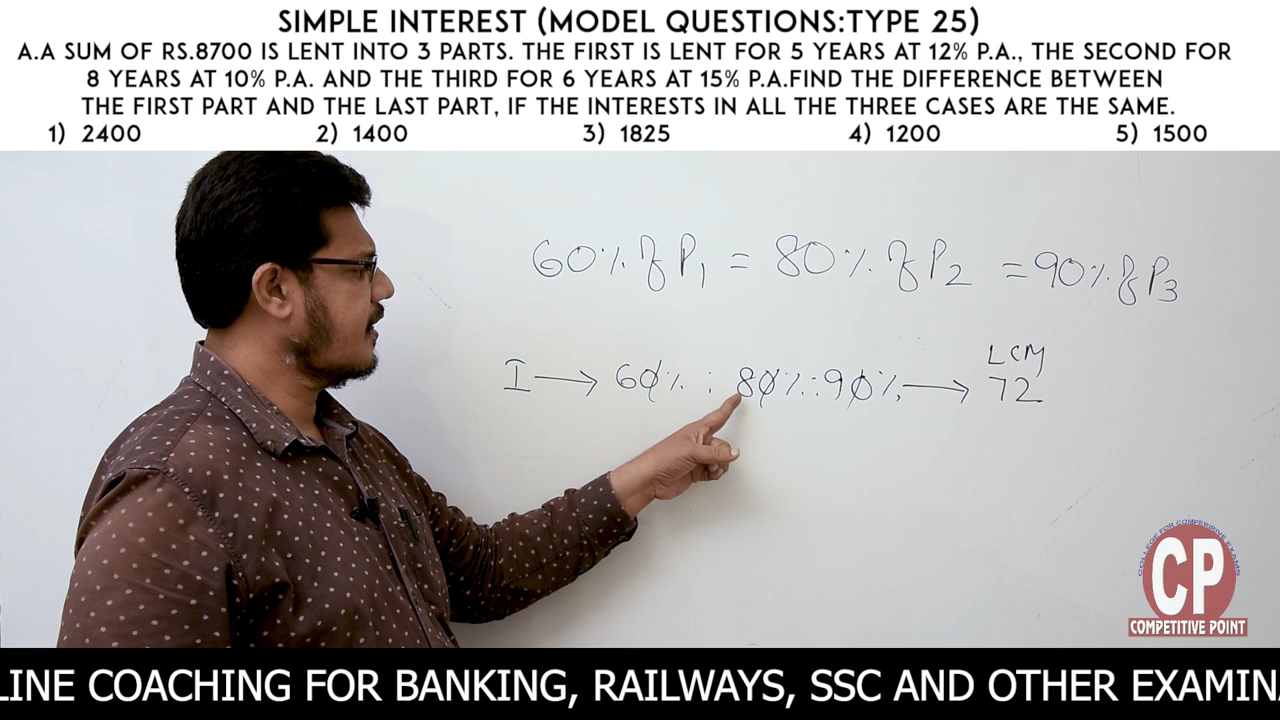 SIMPLE INTEREST (MODEL QUESTIONS:TYPE 25)
A.A SUM OF RS.8700 IS LENT INTO 3 PARTS. THE FIRST IS LENT FOR 5 YEARS AT 12% P.A., THE SECOND FOR
8 YEARS AT 10% P.A. AND THE THIRD FOR 6 YEARS AT 15% P.A.FIND THE DIFFERENCE BETWEEN
THE FIRST PART AND THE LAST PART, IF THE INTERESTS IN ALL THE THREE CASES ARE THE SAME.
1) 2400 2) 1400 3) 1825 4) 1200 5) 1500
60% of P1 = 80% of P2 = 90% of P3
LCM
I → 60% : 80% : 90% → 72
COLLEGE FOR COMPERIRIVE EXAMS
CP
COMPETITIVE POINT
LINE COACHING FOR BANKING, RAILWAYS, SSC AND OTHER EXAMIN